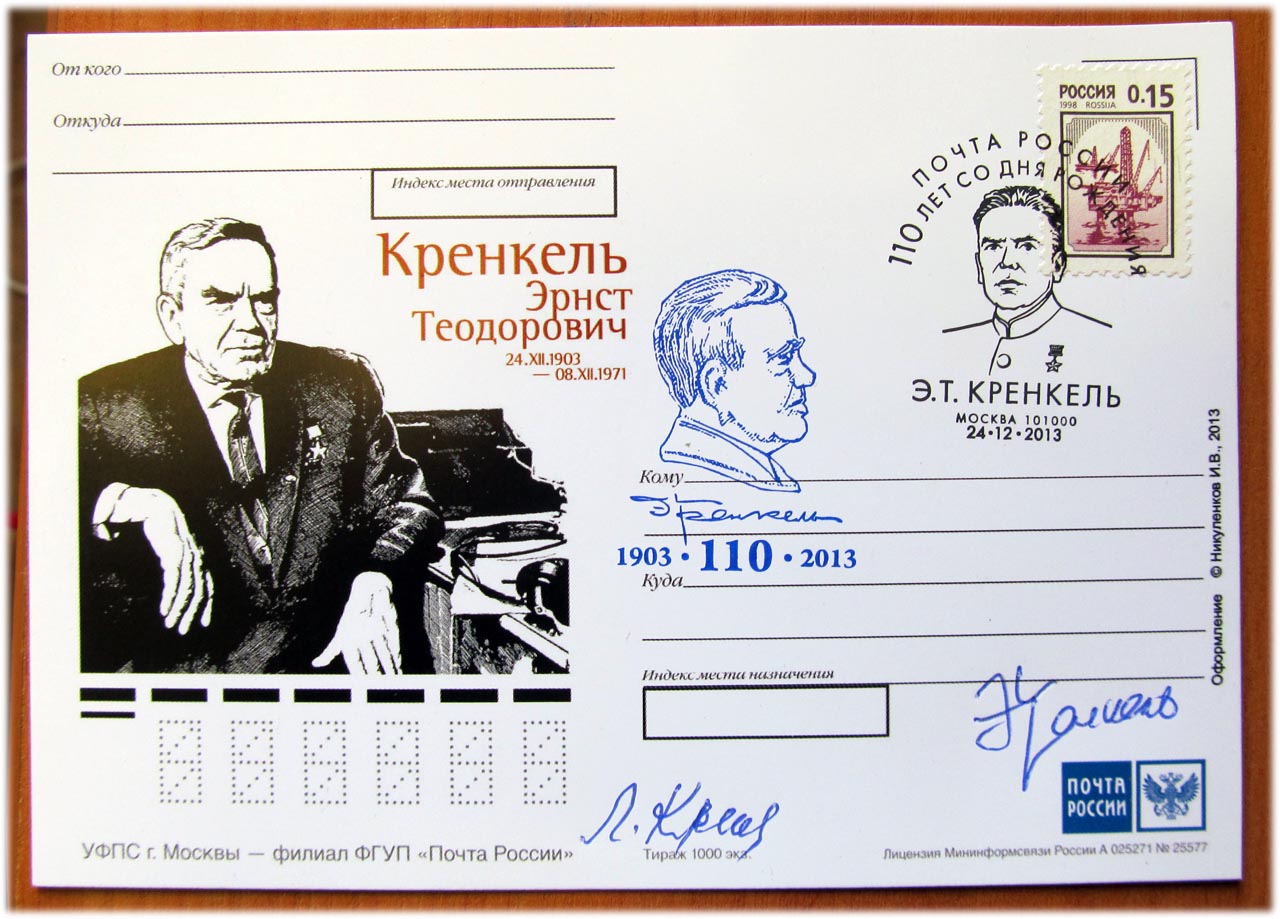 От кого
Откуда
Индекс места отправления
Кренкель
Эрнст
Теодорович
24.XII.1903
— 08.XII.1971
РОССИЯ 0.15
1998 ROSSIJA
ПОЧТА РОССИИ
110 ЛЕТ СО ДНЯ РОЖДЕНИЯ
Э.Т. КРЕНКЕЛЬ
МОСКВА 101000
24·12·2013
Кому
Эренкель
1903 · 110 · 2013
Куда
Индекс места назначения
Оформление © Никуленков И.В., 2013
ПОЧТА
РОССИИ
УФПС г. Москвы — филиал ФГУП «Почта России»
Тираж 1000 экз.
Лицензия Мининформсвязи России А 025271 № 25577